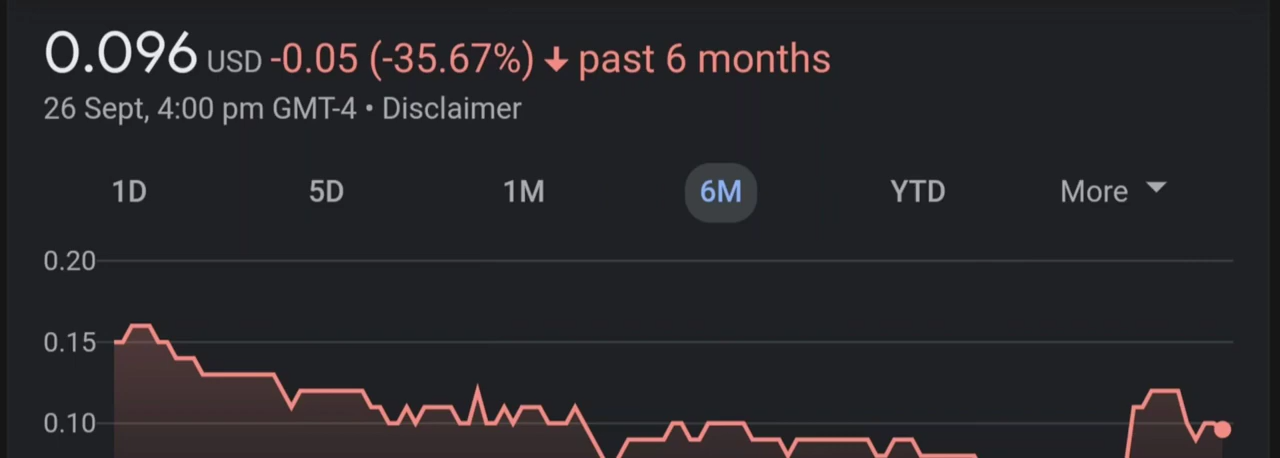 0.096 USD -0.05 (-35.67%) ↓ past 6 months
26 Sept, 4:00 pm GMT-4 • Disclaimer
1D 5D 1M 6M YTD More
0.20
0.15
0.10